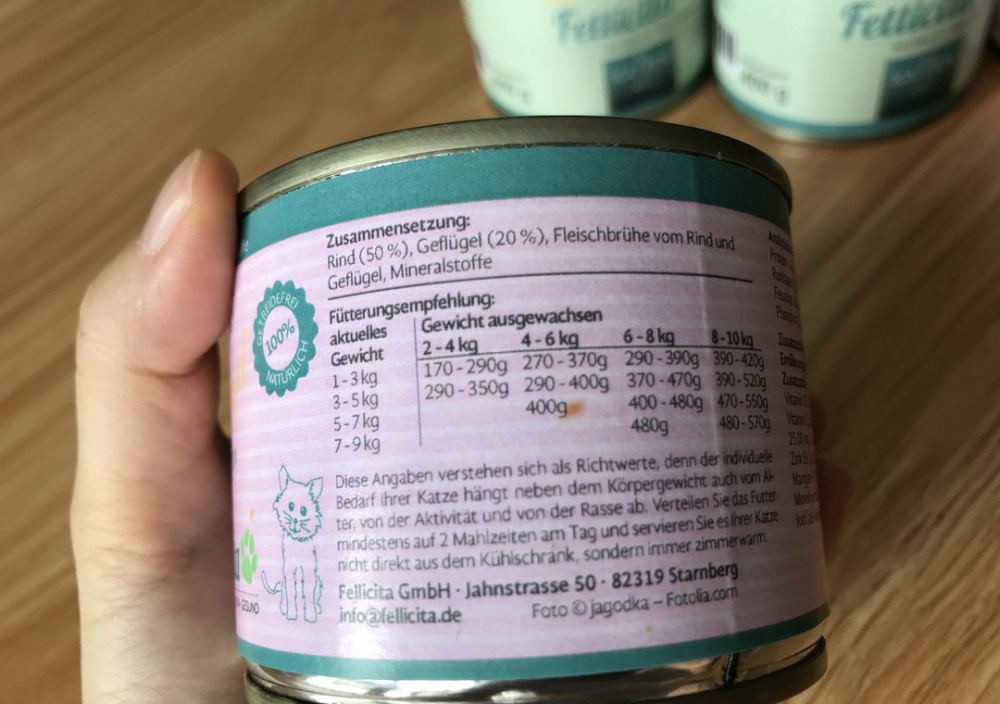 Fellicita
Fellicita
Zusammensetzung:
Rind (50 %), Geflügel (20 %), Fleischbrühe vom Rind und
Geflügel, Mineralstoffe
GETREIDEFREI
100%
NATÜRLICH
Fütterungsempfehlung:
aktuelles Gewicht ausgewachsen
Gewicht 2-4 kg 4-6 kg 6-8 kg 8-10 kg
1-3 kg 170-290g 270-370g 290-390g 390-420g
3-5 kg 290-350g 290-400g 370-470g 390-520g
5-7 kg 400g 400-480g 470-550g
7-9 kg 480g 480-570g
Diese Angaben verstehen sich als Richtwerte, denn der individuelle
Bedarf Ihrer Katze hängt neben dem Körpergewicht auch vom Al-
ter, von der Aktivität und von der Rasse ab. Verteilen Sie das Futter
mindestens auf 2 Mahlzeiten am Tag und servieren Sie es Ihrer Katze
nicht direkt aus dem Kühlschrank, sondern immer zimmerwarm.
Fellicita GmbH · Jahnstrasse 50 · 82319 Starnberg
info@fellicita.de Foto © jagodka – Fotolia.com
GESUND